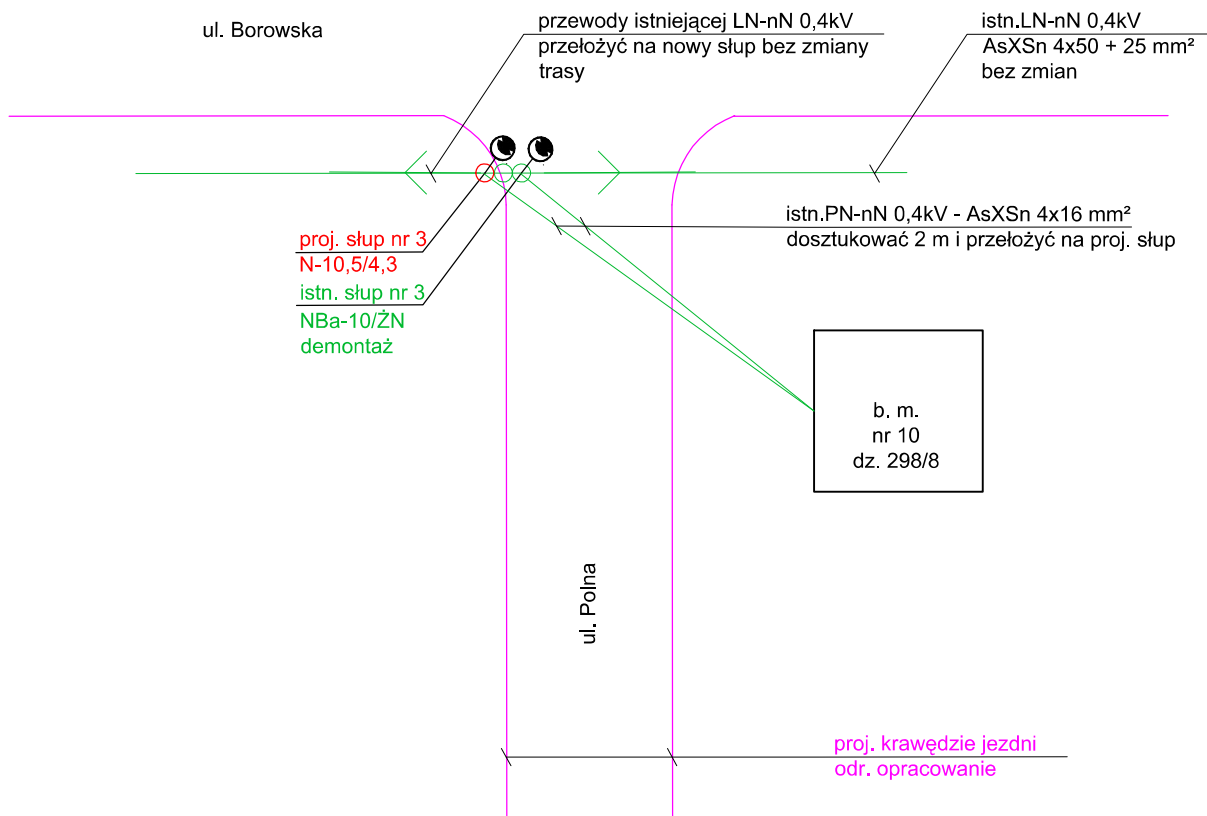 ul. Borowska
przewody istniejącej LN-nN 0,4kV
przełożyć na nowy słup bez zmiany
trasy
istn.LN-nN 0,4kV
AsXSn 4x50 + 25 mm²
bez zmian
istn.PN-nN 0,4kV - AsXSn 4x16 mm²
dosztukować 2 m i przełożyć na proj. słup
proj. słup nr 3
N-10,5/4,3
istn. słup nr 3
NBa-10/ŻN
demontaż
b. m.
nr 10
dz. 298/8
ul. Polna
proj. krawędzie jezdni
odr. opracowanie